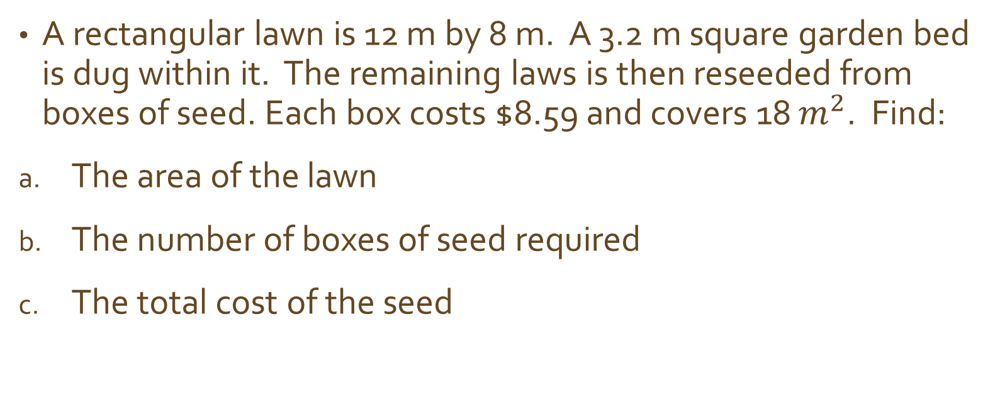 • A rectangular lawn is 12 m by 8 m. A 3.2 m square garden bed
is dug within it. The remaining laws is then reseeded from
boxes of seed. Each box costs $8.59 and covers 18 m². Find:
a. The area of the lawn
b. The number of boxes of seed required
c. The total cost of the seed